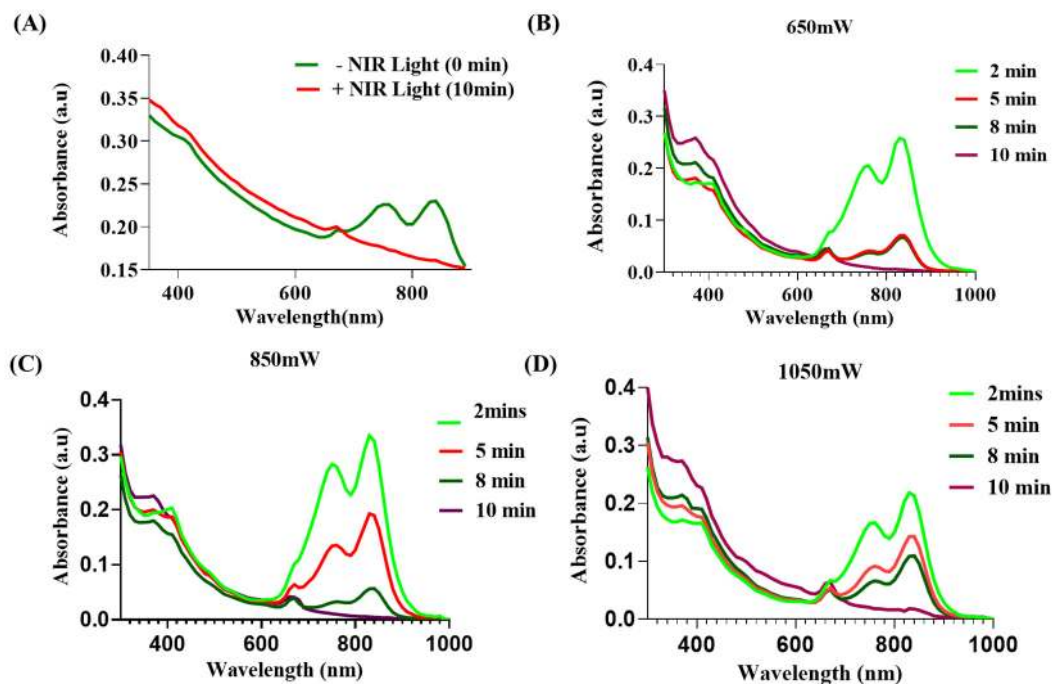 (A)
- NIR Light (0 min)
+ NIR Light (10min)
Absorbance (a.u)
0.40
0.35
0.30
0.25
0.20
0.15
400
600
800
Wavelength(nm)
(B)
650mW
2 min
5 min
8 min
10 min
Absorbance (a.u)
0.4
0.3
0.2
0.1
0.0
400
600
800
1000
Wavelength (nm)
(C)
850mW
2mins
5 min
8 min
10 min
Absorbance (a.u)
0.4
0.3
0.2
0.1
0.0
400
600
800
1000
Wavelength (nm)
(D)
1050mW
2mins
5 min
8 min
10 min
Absorbance (a.u)
0.4
0.3
0.2
0.1
0.0
400
600
800
1000
Wavelength (nm)